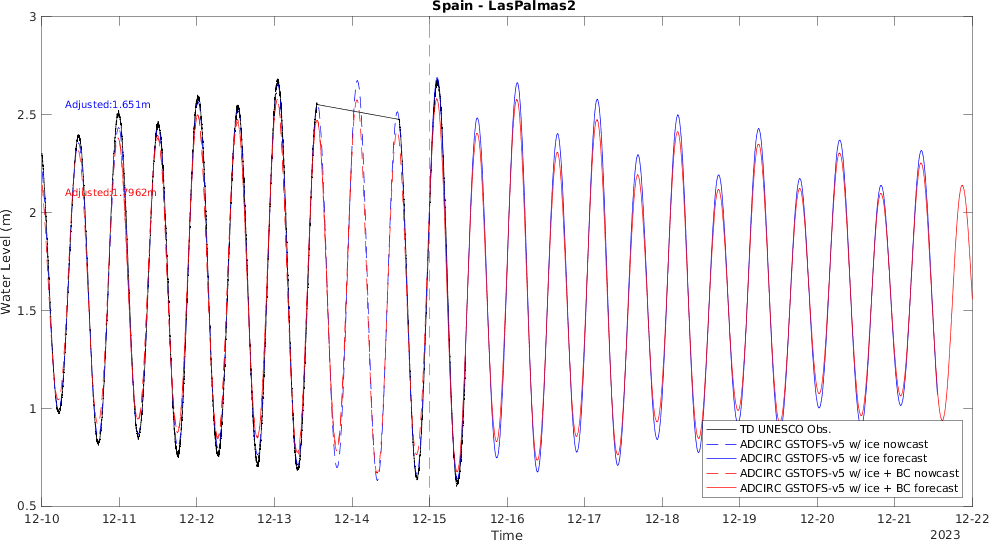 Spain - LasPalmas2
3
2.5
2
1.5
1
0.5
Water Level (m)
Adjusted:1.651m
Adjusted:1.7962m
TD UNESCO Obs.
ADCIRC GSTOFS-v5 w/ ice nowcast
ADCIRC GSTOFS-v5 w/ ice forecast
ADCIRC GSTOFS-v5 w/ ice + BC nowcast
ADCIRC GSTOFS-v5 w/ ice + BC forecast
12-10 12-11 12-12 12-13 12-14 12-15 12-16 12-17 12-18 12-19 12-20 12-21 12-22
Time
2023